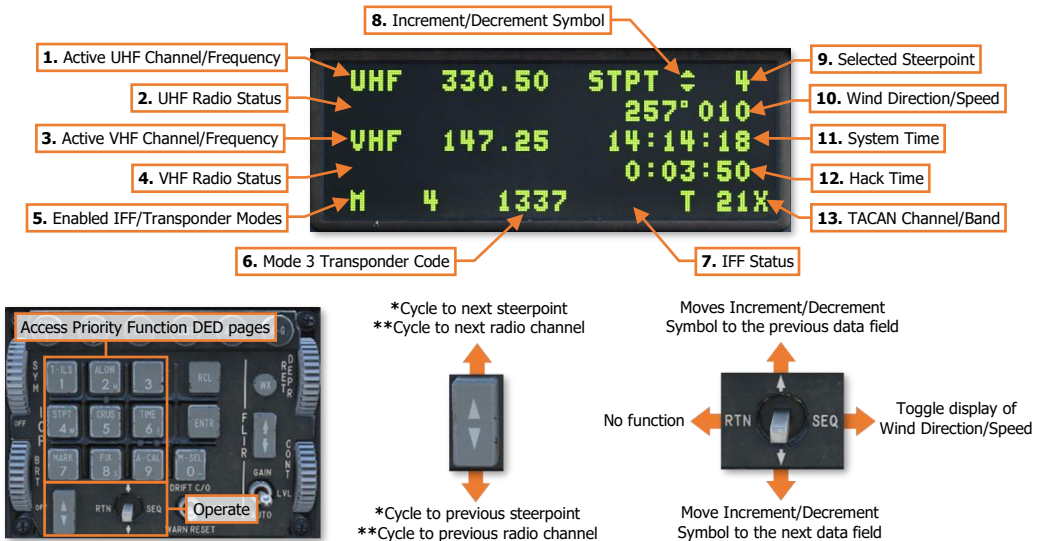 8. Increment/Decrement Symbol
1. Active UHF Channel/Frequency
2. UHF Radio Status
3. Active VHF Channel/Frequency
4. VHF Radio Status
5. Enabled IFF/Transponder Modes
UHF 330.50 STPT 4
257° 010
VHF 147.25 14:14:18
0:03:50
M 4 1337 T 21X
9. Selected Steerpoint
10. Wind Direction/Speed
11. System Time
12. Hack Time
13. TACAN Channel/Band
6. Mode 3 Transponder Code
7. IFF Status
Access Priority Function DED pages
SYM
T-ILS 1
ALOW 2 N
3
RCL
WX
DEPR RET
OFF
ICP
STPT 4 W
CRUS 5
TIME 6 E
ENTR
FLIR
BRT
MARK 7
FIX 8 S
A-CAL 9
M-SEL 0 -
CONT
GAIN
LVL
AUTO
OFF
RTN SEQ
DRIFT C/O
WARN RESET
Operate
*Cycle to next steerpoint
**Cycle to next radio channel
*Cycle to previous steerpoint
**Cycle to previous radio channel
Moves Increment/Decrement
Symbol to the previous data field
No function
RTN SEQ
Toggle display of
Wind Direction/Speed
Move Increment/Decrement
Symbol to the next data field